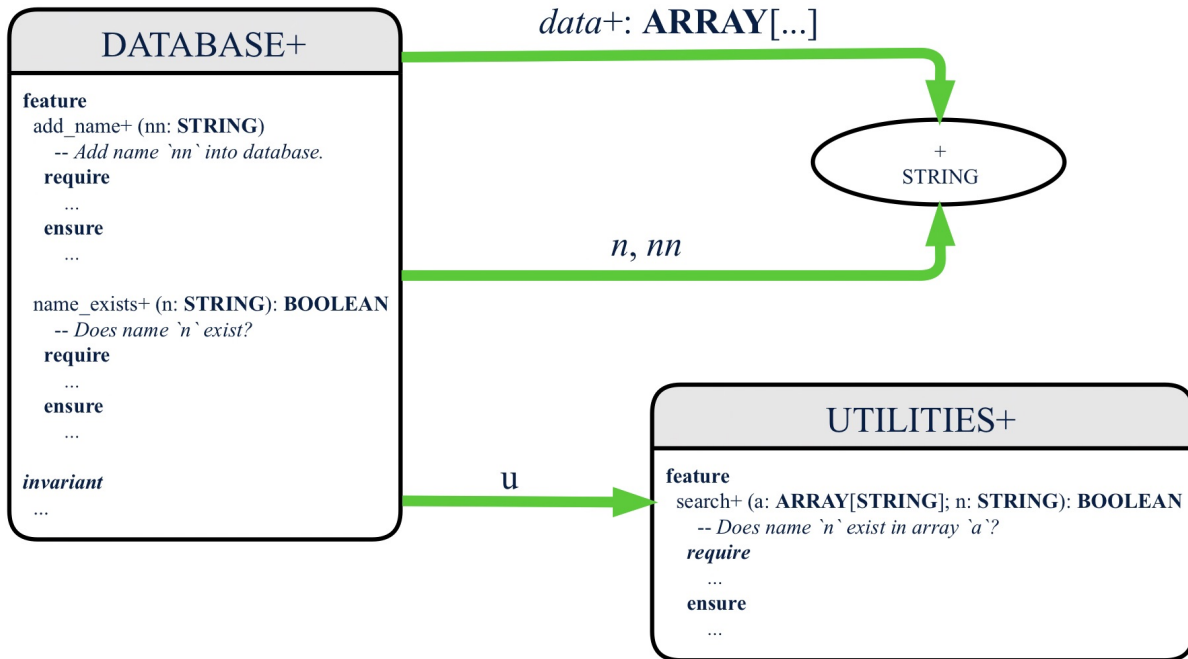 DATABASE+
feature
add_name+ (nn: STRING)
-- Add name `nn` into database.
require
...
ensure
...
name_exists+ (n: STRING): BOOLEAN
-- Does name `n` exist?
require
...
ensure
...
invariant
...
data+: ARRAY[...]
+
STRING
n, nn
u
UTILITIES+
feature
search+ (a: ARRAY[STRING]; n: STRING): BOOLEAN
-- Does name `n` exist in array `a`?
require
...
ensure
...